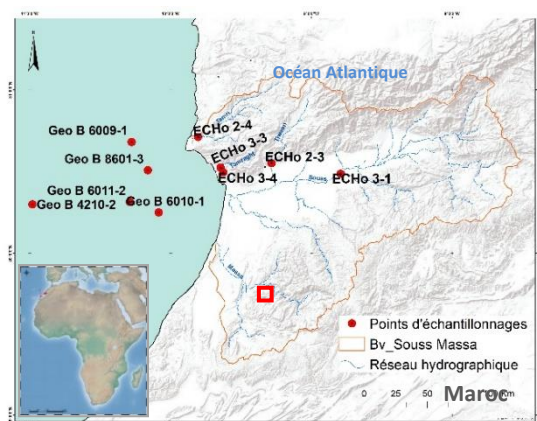 Océan Atlantique
Geo B 6009-1
ECHo 2-4
ECHo 3-3
Geo B 8601-3
ECHo 2-3
ECHo 3-4
ECHo 3-1
Geo B 6011-2
Geo B 4210-2
Geo B 6010-1
Souss
Massa
Points d'échantillonnages
Bv_Souss Massa
Réseau hydrographique
0 25 50
Maroc
Km